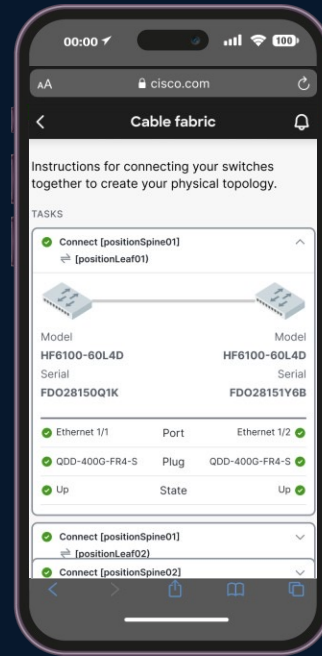 00:00
100
AA
cisco.com
Cable fabric
Instructions for connecting your switches
together to create your physical topology.
TASKS
Connect [positionSpine01]
⇌ [positionLeaf01)
Model Model
HF6100-60L4D HF6100-60L4D
Serial Serial
FDO28150Q1K FDO28151Y6B
Ethernet 1/1 Port Ethernet 1/2
QDD-400G-FR4-S Plug QDD-400G-FR4-S
Up State Up
Connect [positionSpine01]
⇌ [positionLeaf02)
Connect [positionSpine02]